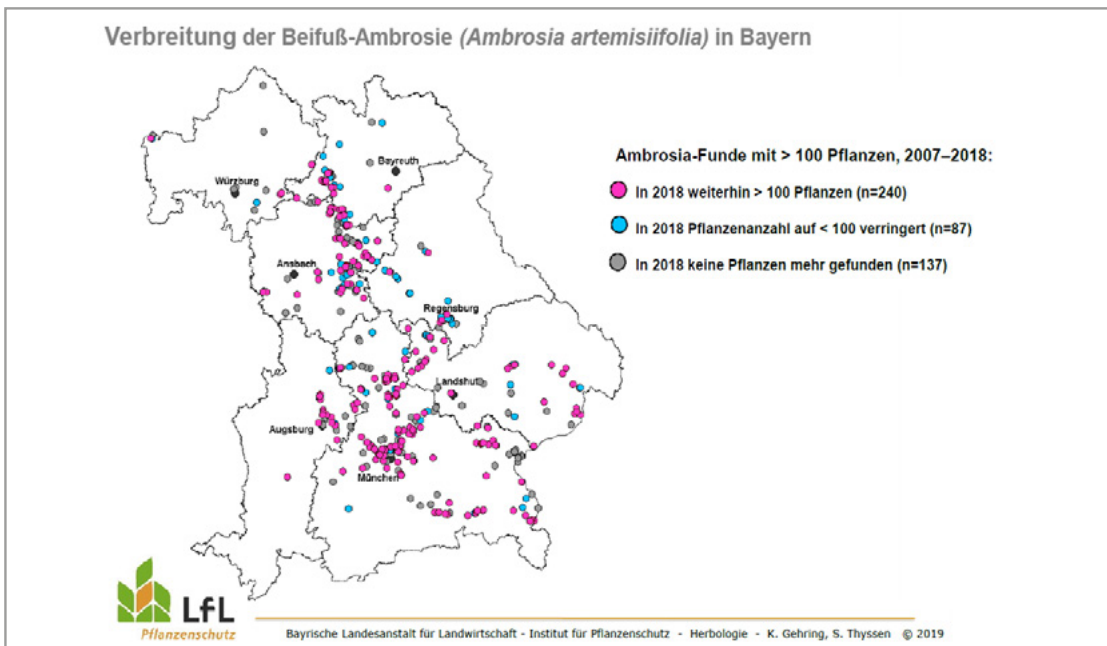 Verbreitung der Beifuß-Ambrosie (Ambrosia artemisiifolia) in Bayern
Ambrosia-Funde mit > 100 Pflanzen, 2007–2018:
In 2018 weiterhin > 100 Pflanzen (n=240)
In 2018 Pflanzenanzahl auf < 100 verringert (n=87)
In 2018 keine Pflanzen mehr gefunden (n=137)
Bayreuth
Würzburg
Ansbach
Regensburg
Landshut
Augsburg
München
LfL
Pflanzenschutz
Bayrische Landesanstalt für Landwirtschaft - Institut für Pflanzenschutz - Herbologie - K. Gehring, S. Thyssen © 2019